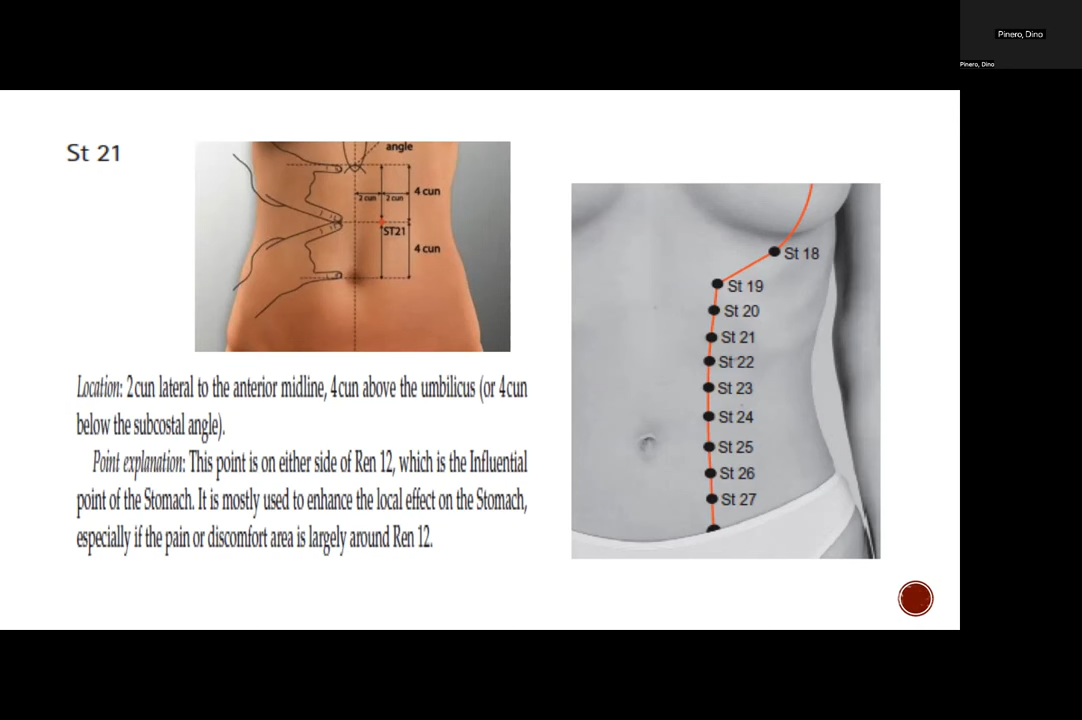 Pinero, Dino
Pinero, Dino
St 21
angle
4 cun
2 cun
2 cun
ST21
4 cun
Location: 2 cun lateral to the anterior midline, 4 cun above the umbilicus (or 4 cun
below the subcostal angle).
Point explanation: This point is on either side of Ren 12, which is the Influential
point of the Stomach. It is mostly used to enhance the local effect on the Stomach,
especially if the pain or discomfort area is largely around Ren 12.
St 18
St 19
St 20
St 21
St 22
St 23
St 24
St 25
St 26
St 27